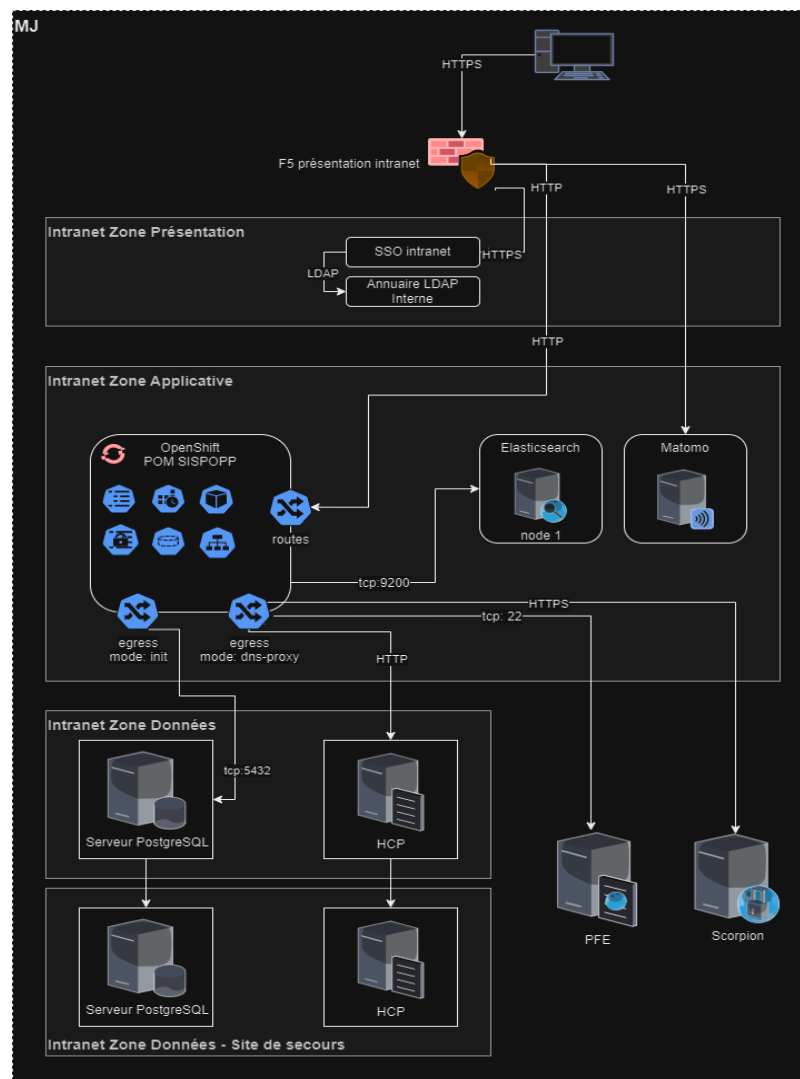 MJ
HTTPS
F5 présentation intranet
HTTP
HTTPS
Intranet Zone Présentation
SSO intranet
HTTPS
LDAP
Annuaire LDAP
Interne
HTTP
Intranet Zone Applicative
OpenShift
POM SISPOPP
Elasticsearch
Matomo
routes
node 1
tcp:9200
HTTPS
tcp: 22
egress
mode: init
egress
mode: dns-proxy
HTTP
Intranet Zone Données
tcp:5432
Serveur PostgreSQL
HCP
PFE
Scorpion
Serveur PostgreSQL
HCP
Intranet Zone Données - Site de secours